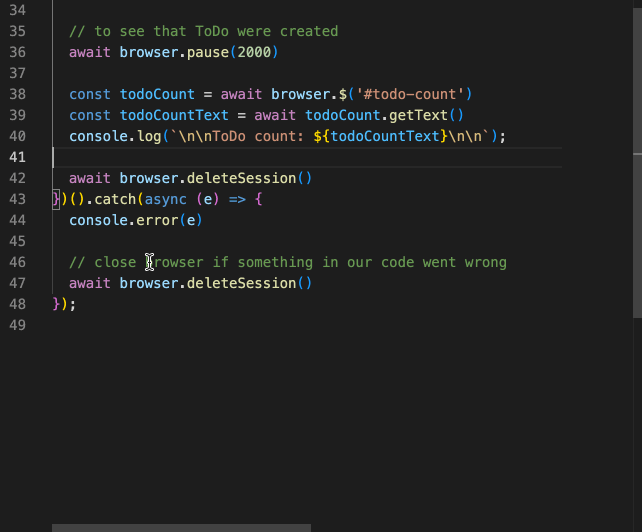 34
35 // to see that ToDo were created
36 await browser.pause(2000)
37
38 const todoCount = await browser.$('#todo-count')
39 const todoCountText = await todoCount.getText()
40 console.log(`\n\nToDo count: ${todoCountText}\n\n`);
41
42 await browser.deleteSession()
43 })().catch(async (e) => {
44 console.error(e)
45
46 // close browser if something in our code went wrong
47 await browser.deleteSession()
48 });
49